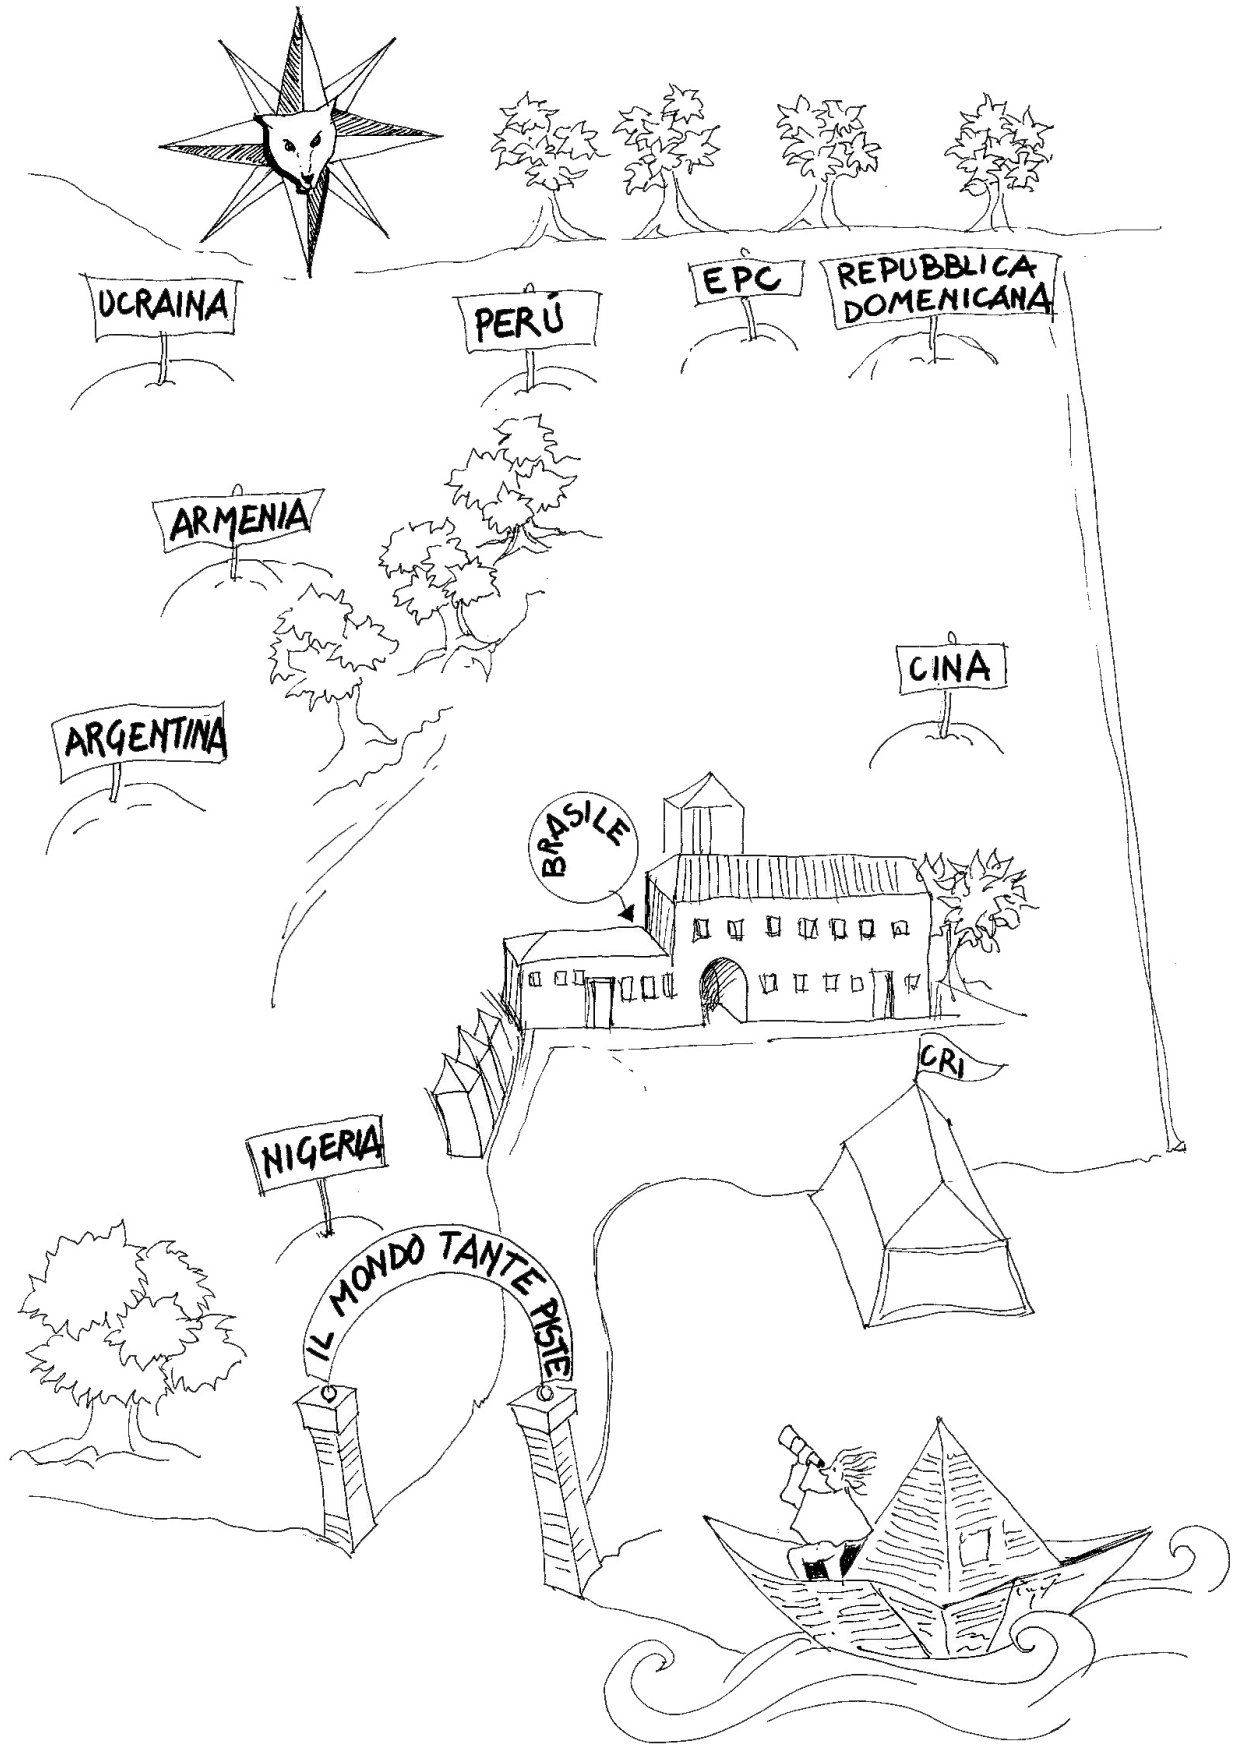 UCRAINA
PERÚ
EPC
REPUBBLICA
DOMENICANA
ARMENIA
CINA
ARGENTINA
BRASILE
CRI
NIGERIA
IL MONDO TANTE PISTE